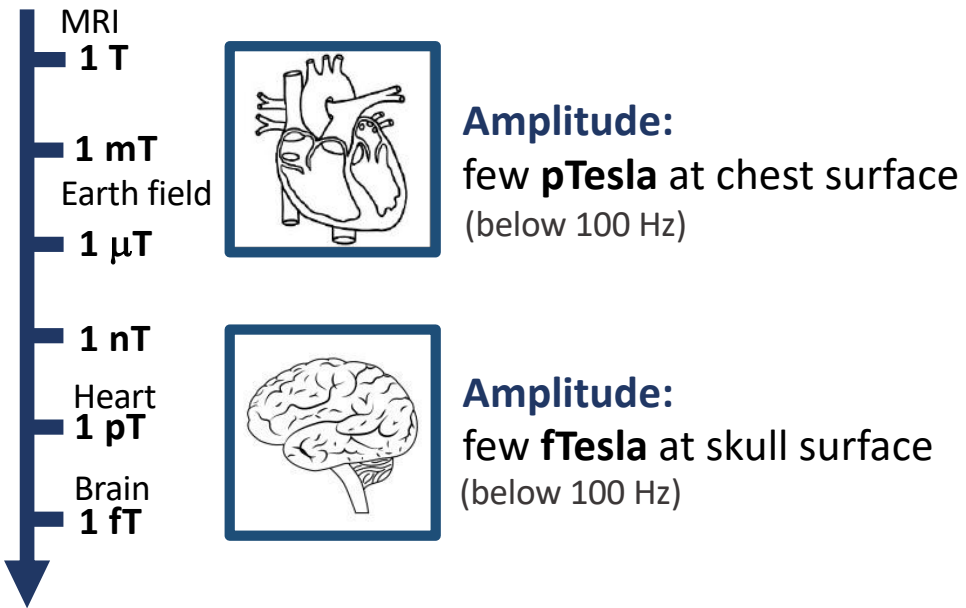 MRI
1 T
1 mT
Earth field
1 μT
1 nT
Heart
1 pT
Brain
1 fT
Amplitude:
few pTesla at chest surface
(below 100 Hz)
Amplitude:
few fTesla at skull surface
(below 100 Hz)